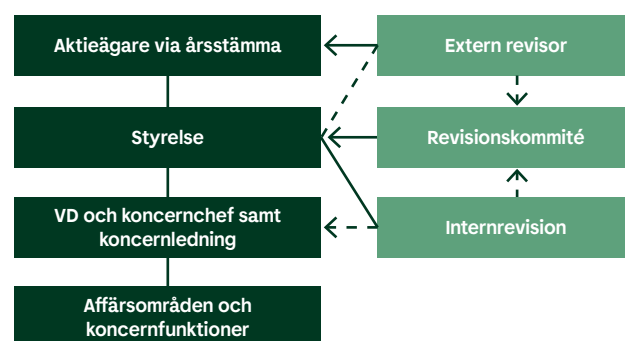 Aktieägare via årsstämma
Extern revisor
Styrelse
Revisionskommité
VD och koncernchef samt
koncernledning
Internrevision
Affärsområden och
koncernfunktioner